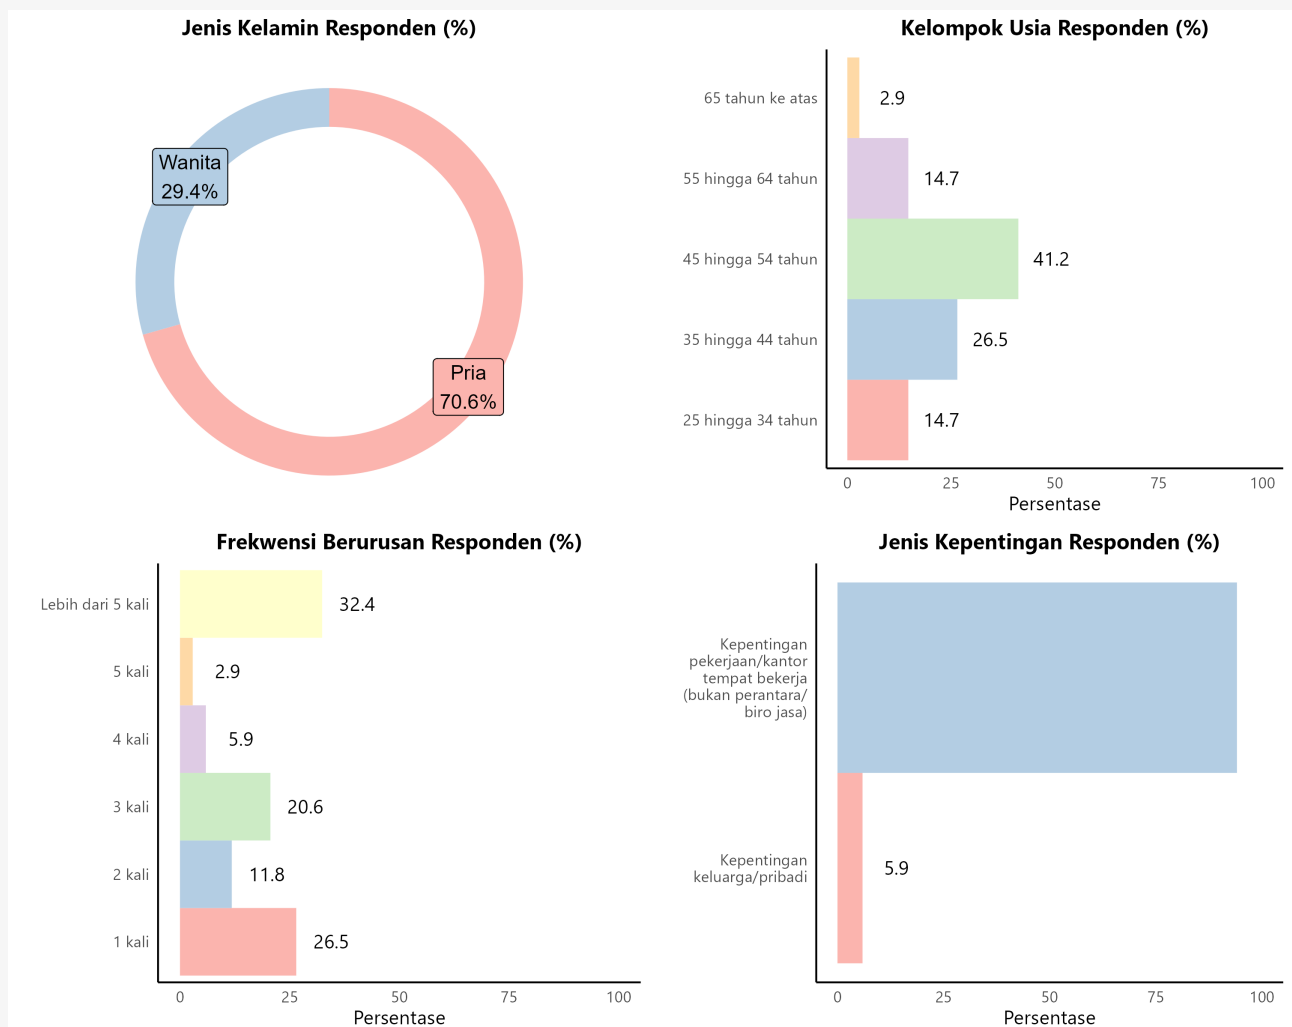 Jenis Kelamin Responden (%)
Wanita
29.4%
Pria
70.6%
Kelompok Usia Responden (%)
65 tahun ke atas
2.9
55 hingga 64 tahun
14.7
45 hingga 54 tahun
41.2
35 hingga 44 tahun
26.5
25 hingga 34 tahun
14.7
0 25 50 75 100
Persentase
Frekwensi Berurusan Responden (%)
Lebih dari 5 kali
32.4
5 kali
2.9
4 kali
5.9
3 kali
20.6
2 kali
11.8
1 kali
26.5
0 25 50 75 100
Persentase
Jenis Kepentingan Responden (%)
Kepentingan
pekerjaan/kantor
tempat bekerja
(bukan perantara/
biro jasa)
Kepentingan
keluarga/pribadi
5.9
0 25 50 75 100
Persentase